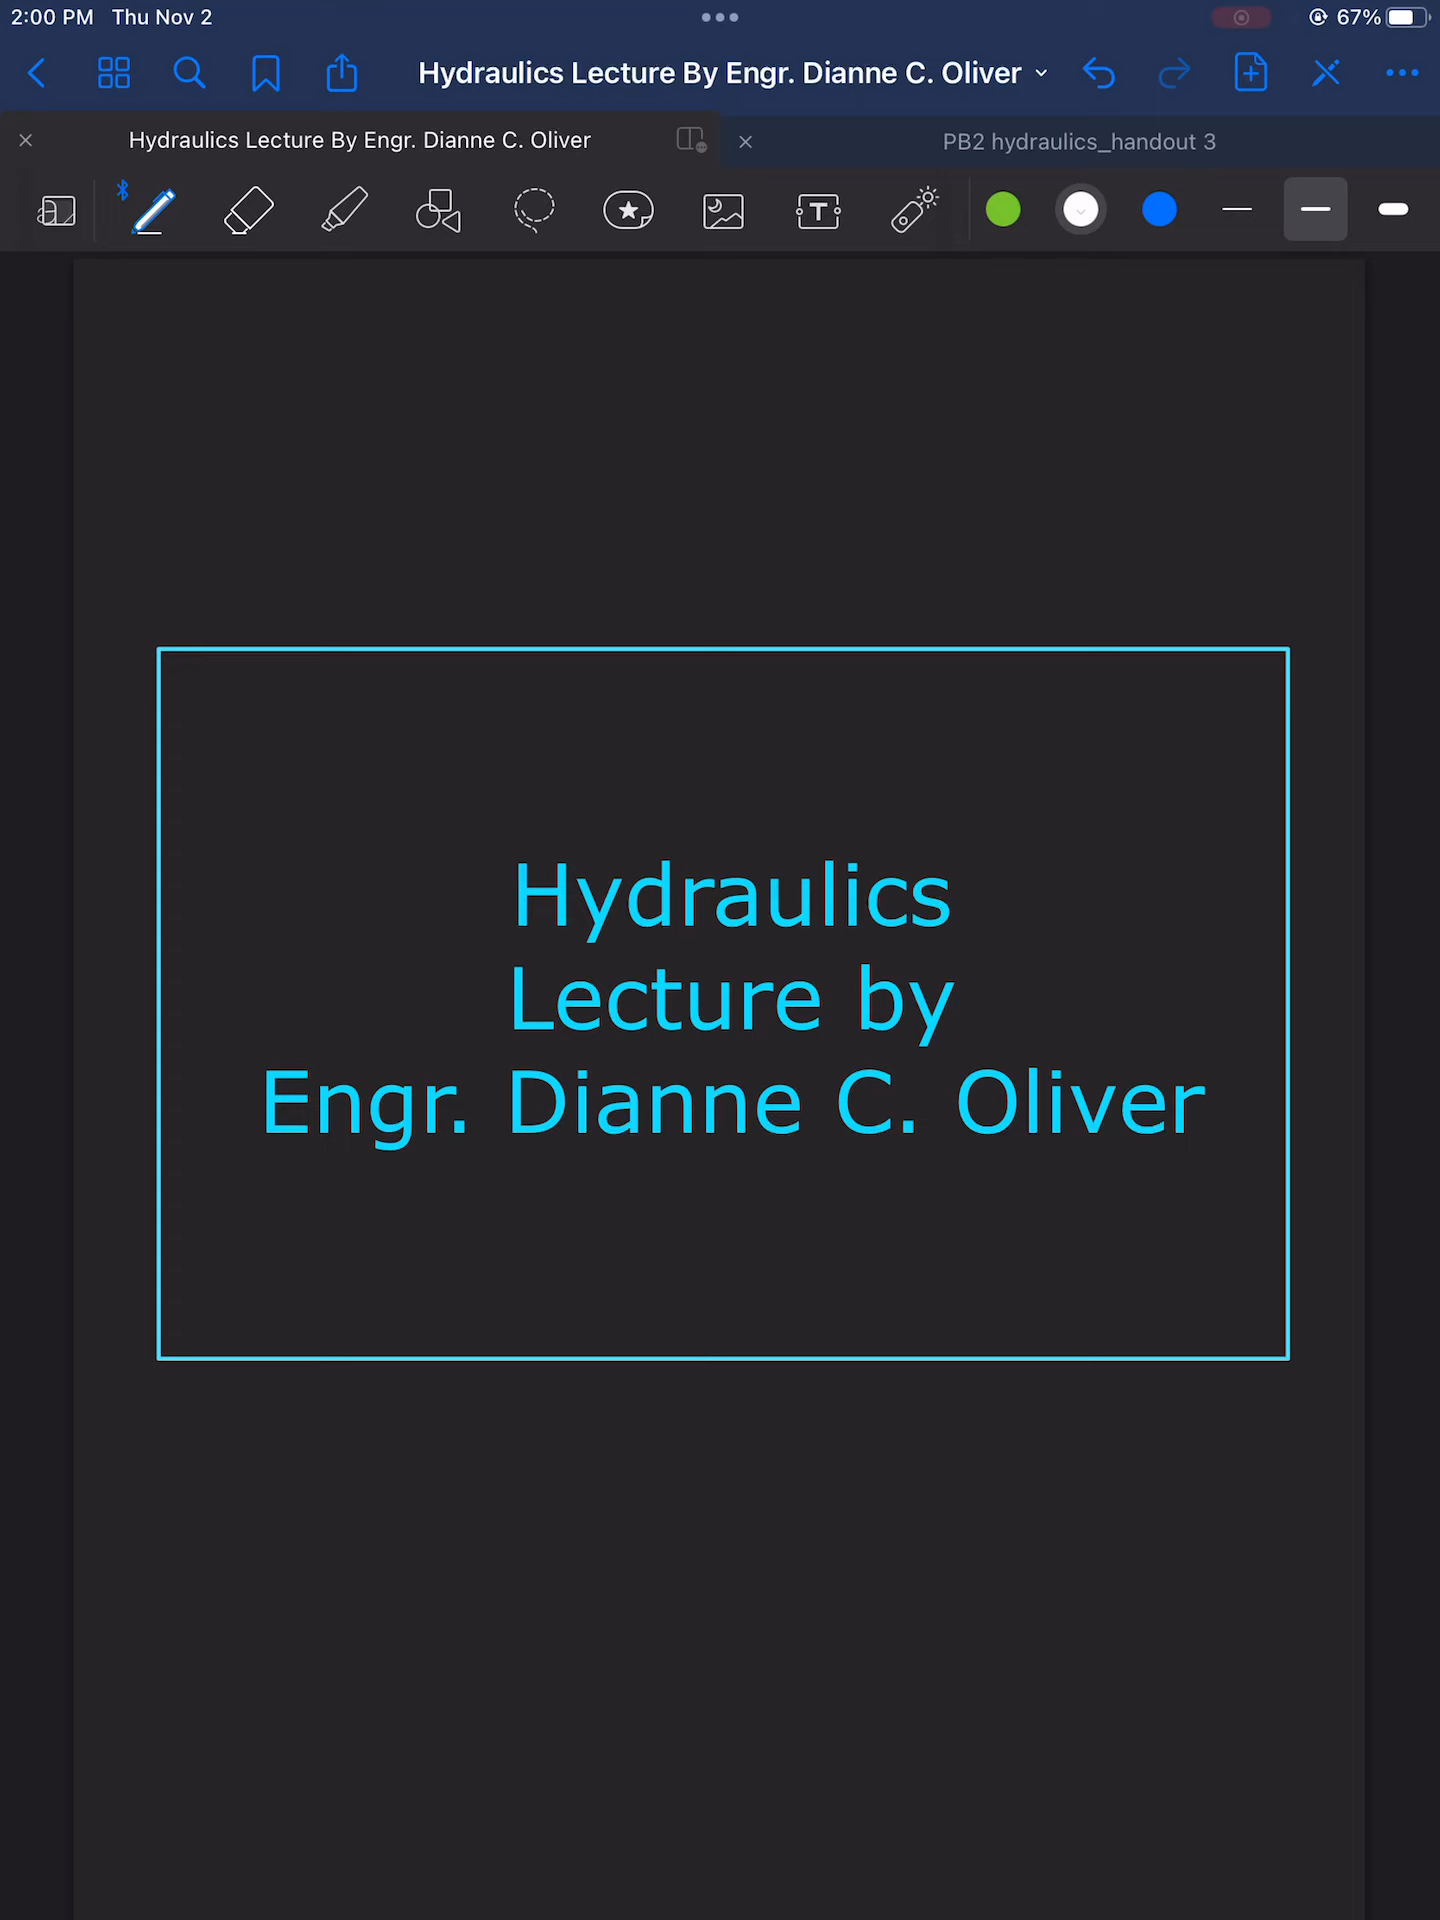 2:00 PM Thu Nov 2
67%
Hydraulics Lecture By Engr. Dianne C. Oliver
Hydraulics Lecture By Engr. Dianne C. Oliver
PB2 hydraulics_handout 3
Hydraulics
Lecture by
Engr. Dianne C. Oliver